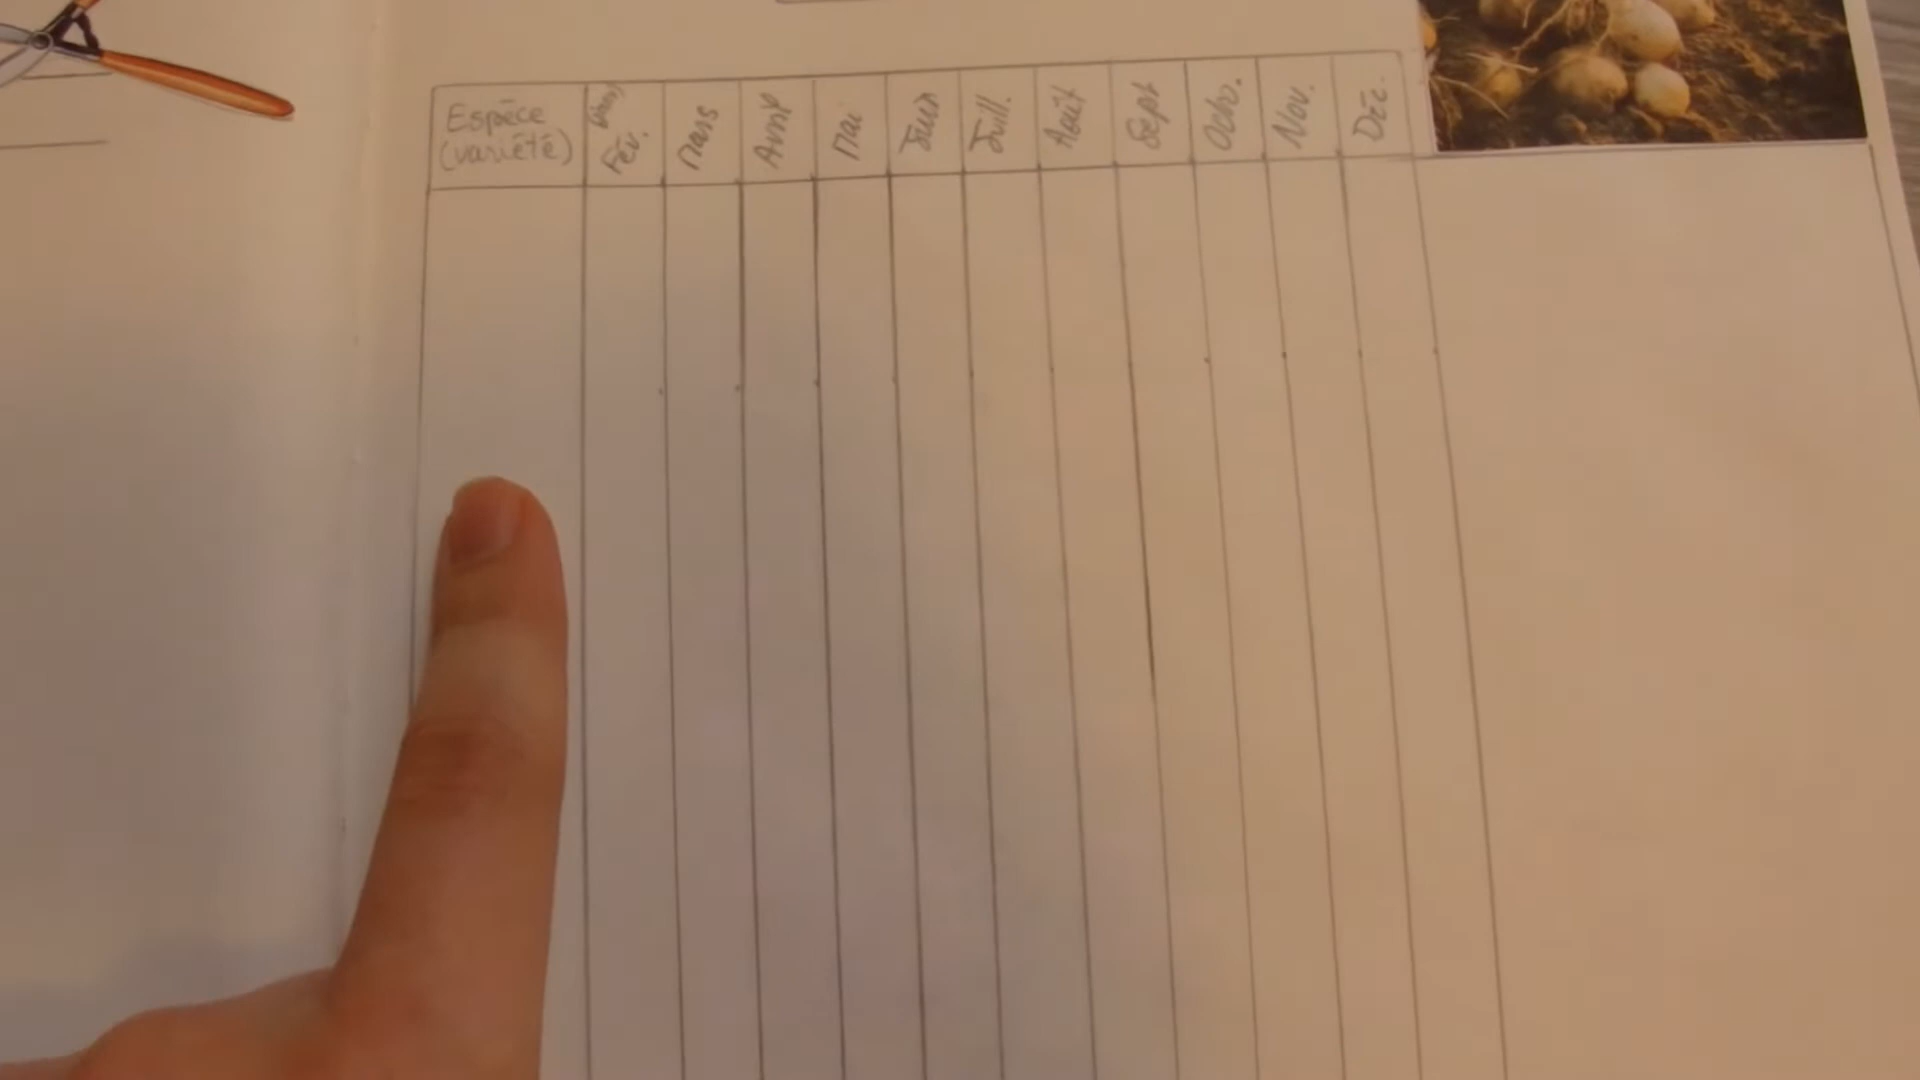 Espèce
(variété)
Fév.
Mars
Avril
Mai
Juin
Juill.
Août
Sept
Octo.
Nov.
Déc.